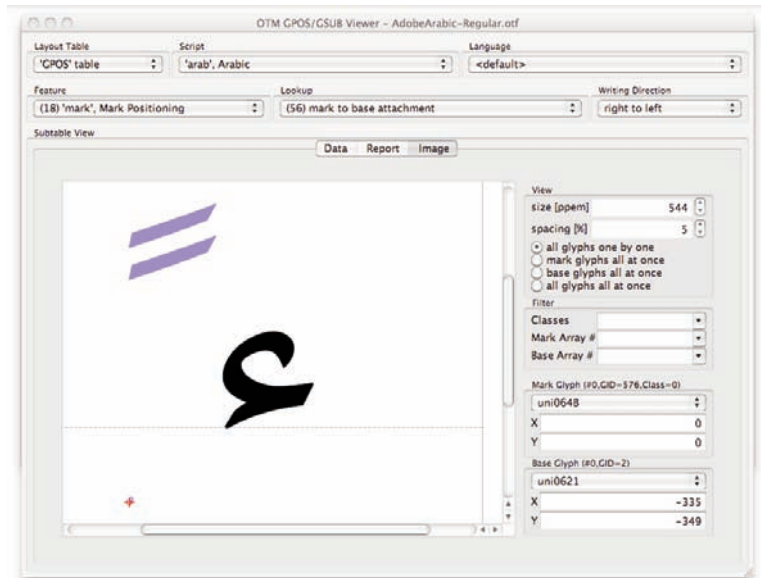 OTM GPOS/GSUB Viewer – AdobeArabic-Regular.otf
Layout Table Script Language
'GPOS' table 'arab', Arabic <default>
Feature Lookup Writing Direction
(18) 'mark', Mark Positioning (56) mark to base attachment right to left
Subtable View
Data Report Image
View
size [ppem] 544
spacing [%] 5
all glyphs one by one
mark glyphs all at once
base glyphs all at once
all glyphs all at once
Filter
Classes
Mark Array #
Base Array #
Mark Glyph (#0,GID=576,Class=0)
uni064B
X 0
Y 0
Base Glyph (#0,GID=2)
uni0621
X -335
Y -349
ً
ء